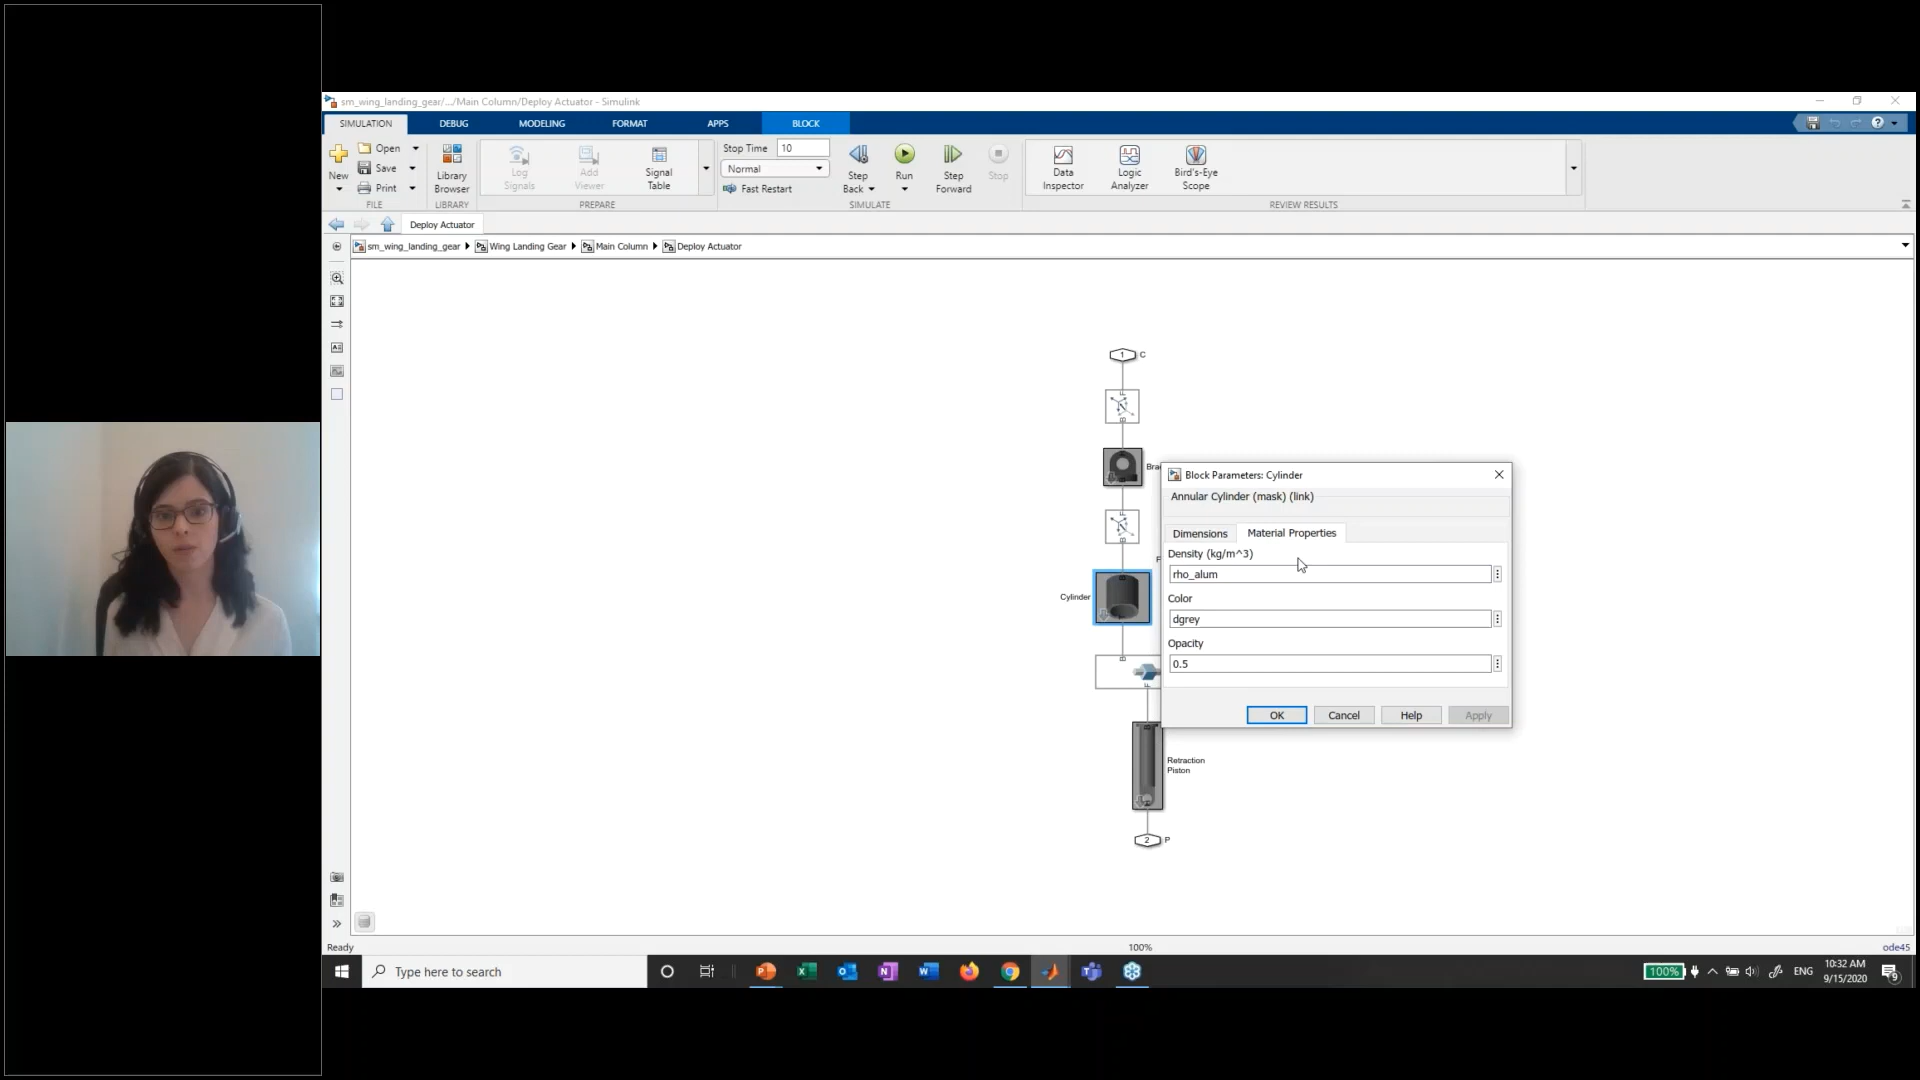 sm_wing_landing_gear/.../Main Column/Deploy Actuator - Simulink
SIMULATION
DEBUG
MODELING
FORMAT
APPS
BLOCK
New
Open
Save
Print
FILE
Library
Browser
LIBRARY
Log
Signals
Add
Viewer
Signal
Table
PREPARE
Stop Time 10
Normal
Fast Restart
Step
Back
Run
Step
Forward
Stop
SIMULATE
Data
Inspector
Logic
Analyzer
Bird's-Eye
Scope
REVIEW RESULTS
Deploy Actuator
sm_wing_landing_gear
Wing Landing Gear
Main Column
Deploy Actuator
1 C
F
B
Bra
F
B
Cylinder
B
F
Retraction
Piston
2 P
Block Parameters: Cylinder
Annular Cylinder (mask) (link)
Dimensions
Material Properties
Density (kg/m^3)
rho_alum
Color
dgrey
Opacity
0.5
OK
Cancel
Help
Apply
Ready
100%
ode45
Type here to search
100%
ENG
10:32 AM
9/15/2020
9